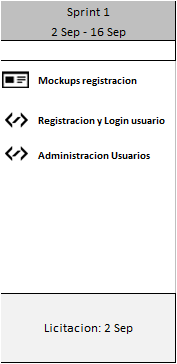 Sprint 1
2 Sep - 16 Sep
Mockups registracion
Registracion y Login usuario
Administracion Usuarios
Licitacion: 2 Sep